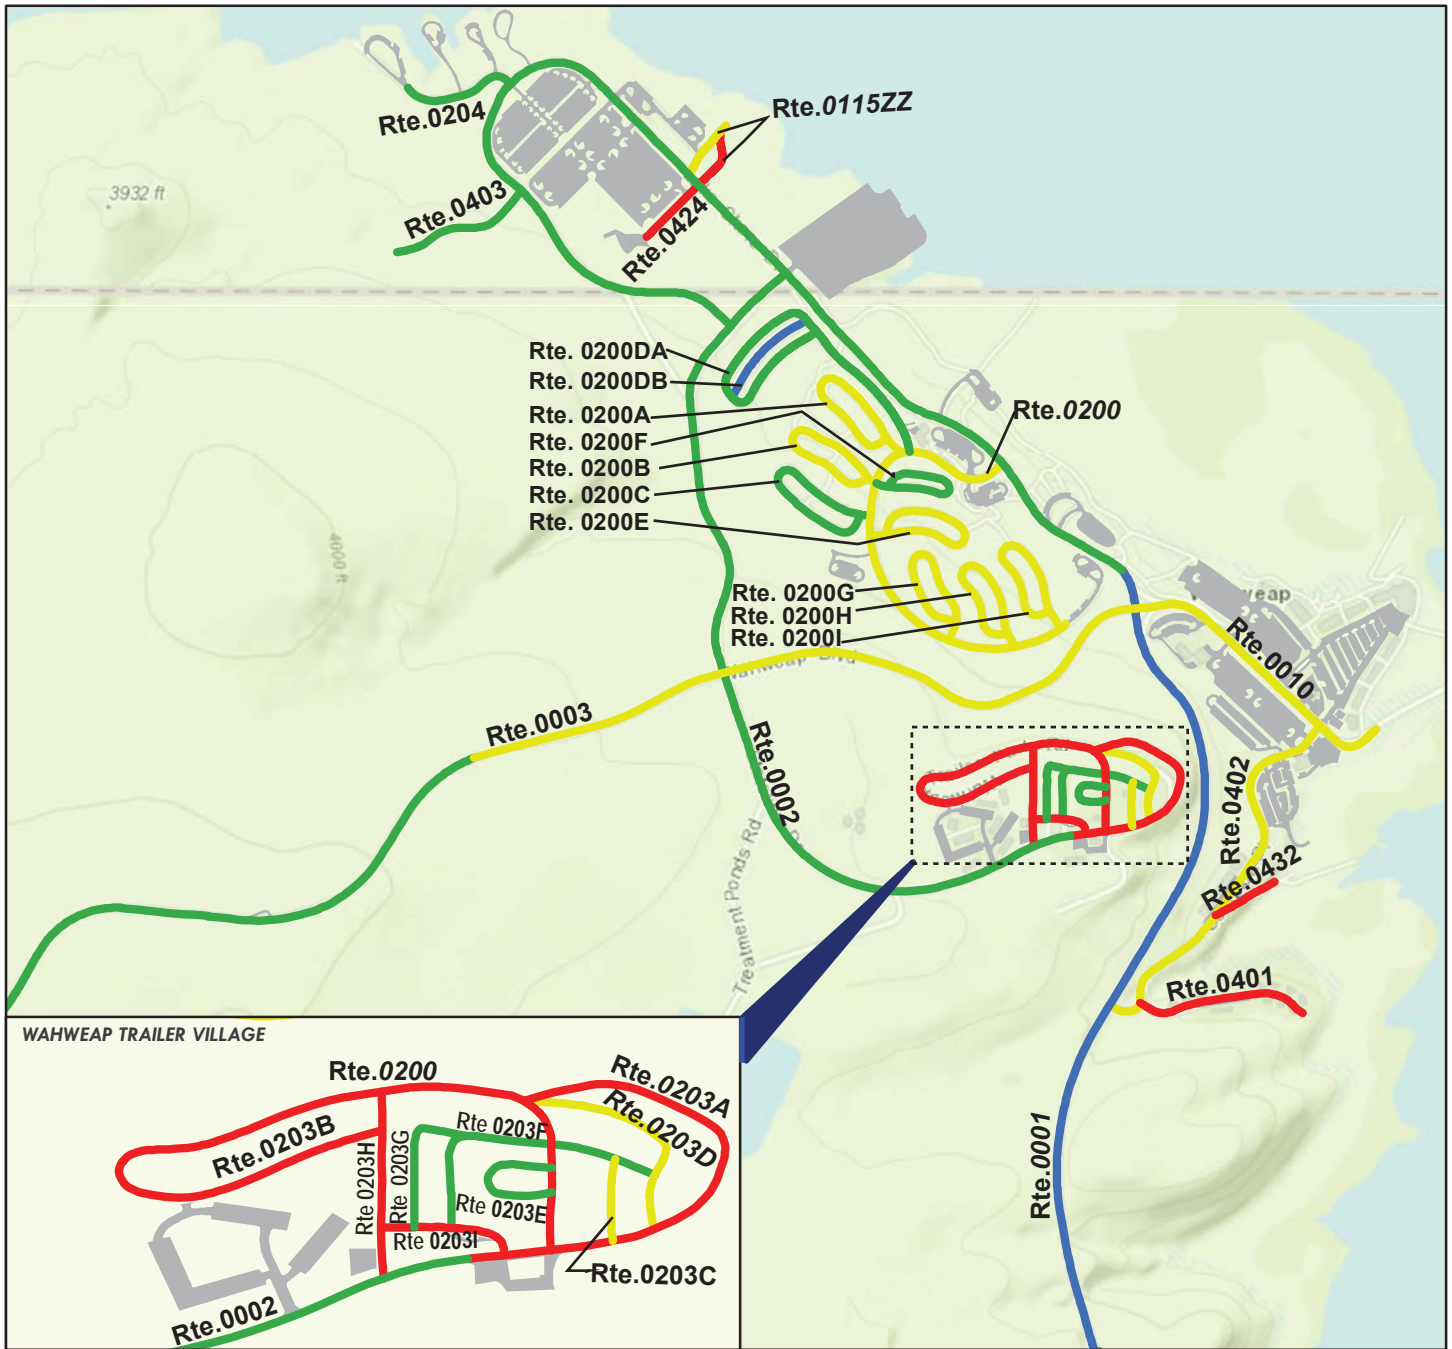 Rte.0115ZZ
Rte.0204
3932 ft
Rte.0403
Rte.0424
Rte. 0200DA
Rte. 0200DB
Rte. 0200A
Rte.0200
Rte. 0200F
Rte. 0200B
Rte. 0200C
Rte. 0200E
4000 ft
Rte. 0200G
Rte. 0200H
Rte. 0200I
Rte.0010
Wahweap Blvd
Rte.0003
Rte.0002
Rte.0402
Rte.0432
Treatment Ponds Rd
Rte.0401
Rte.0001
WAHWEAP TRAILER VILLAGE
Rte.0200
Rte.0203A
Rte.0203D
Rte.0203B
Rte 0203F
Rte 0203H
Rte 0203G
Rte 0203E
Rte 0203I
Rte.0203C
Rte.0002